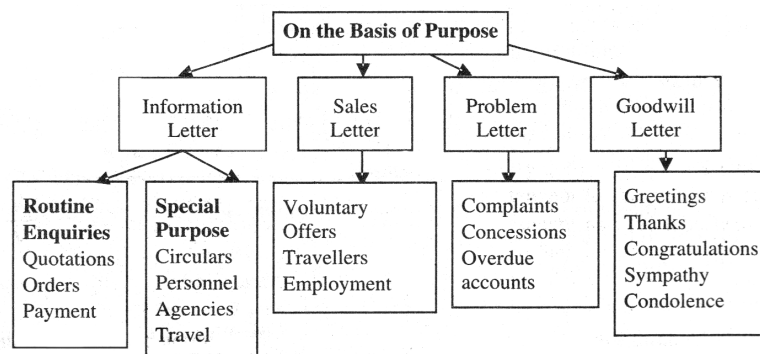 On the Basis of Purpose
Information
Letter
Sales
Letter
Problem
Letter
Goodwill
Letter
Routine
Enquiries
Quotations
Orders
Payment
Special
Purpose
Circulars
Personnel
Agencies
Travel
Voluntary
Offers
Travellers
Employment
Complaints
Concessions
Overdue
accounts
Greetings
Thanks
Congratulations
Sympathy
Condolence